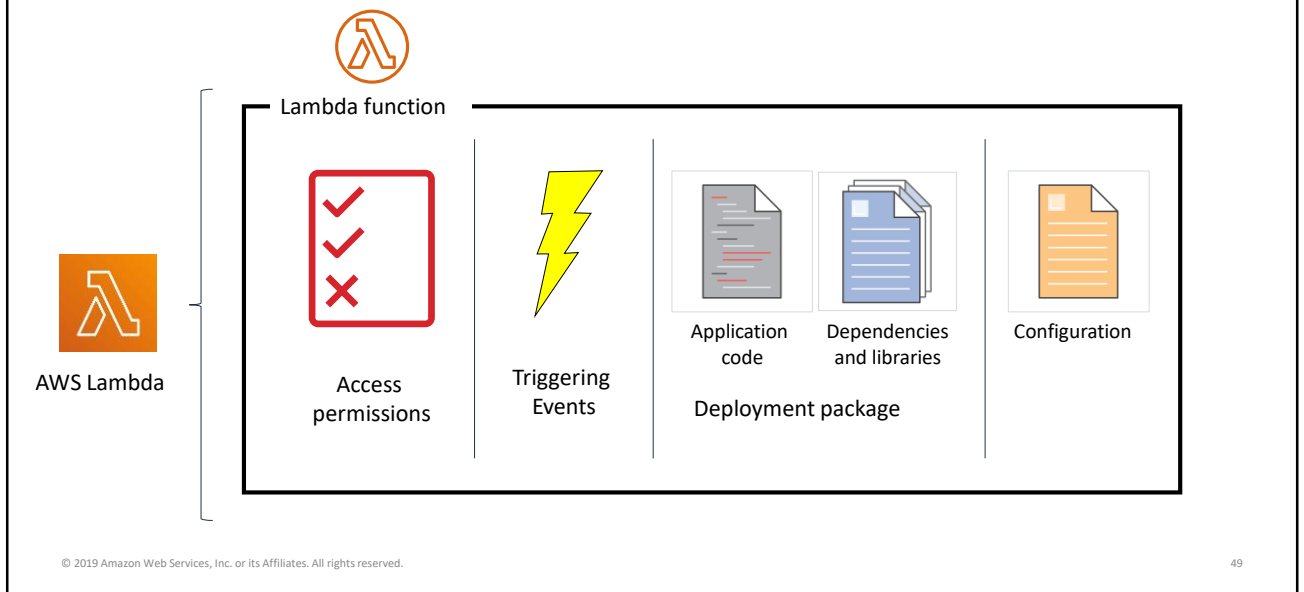 Lambda function
AWS Lambda
Access
permissions
Triggering
Events
Application
code
Dependencies
and libraries
Deployment package
Configuration
© 2019 Amazon Web Services, Inc. or its Affiliates. All rights reserved.
49